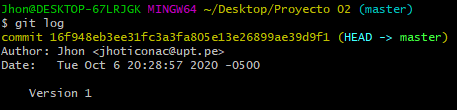 Jhon@DESKTOP-67LRJGK MINGW64 ~/Desktop/Proyecto 02 (master)
$ git log
commit 16f948eb3ee31fc3a3fa805e13e26899ae39d9f1 (HEAD -> master)
Author: Jhon <jhoticonac@upt.pe>
Date:   Tue Oct 6 20:28:57 2020 -0500
    Version 1